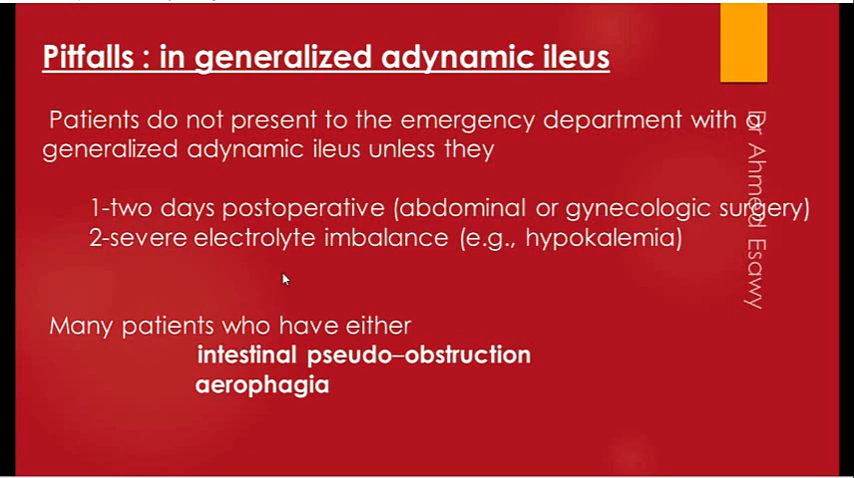 Pitfalls : in generalized adynamic ileus
Patients do not present to the emergency department with a
generalized adynamic ileus unless they
1-two days postoperative (abdominal or gynecologic surgery)
2-severe electrolyte imbalance (e.g., hypokalemia)
Many patients who have either
intestinal pseudo–obstruction
aerophagia
Dr Ahmed Esawy